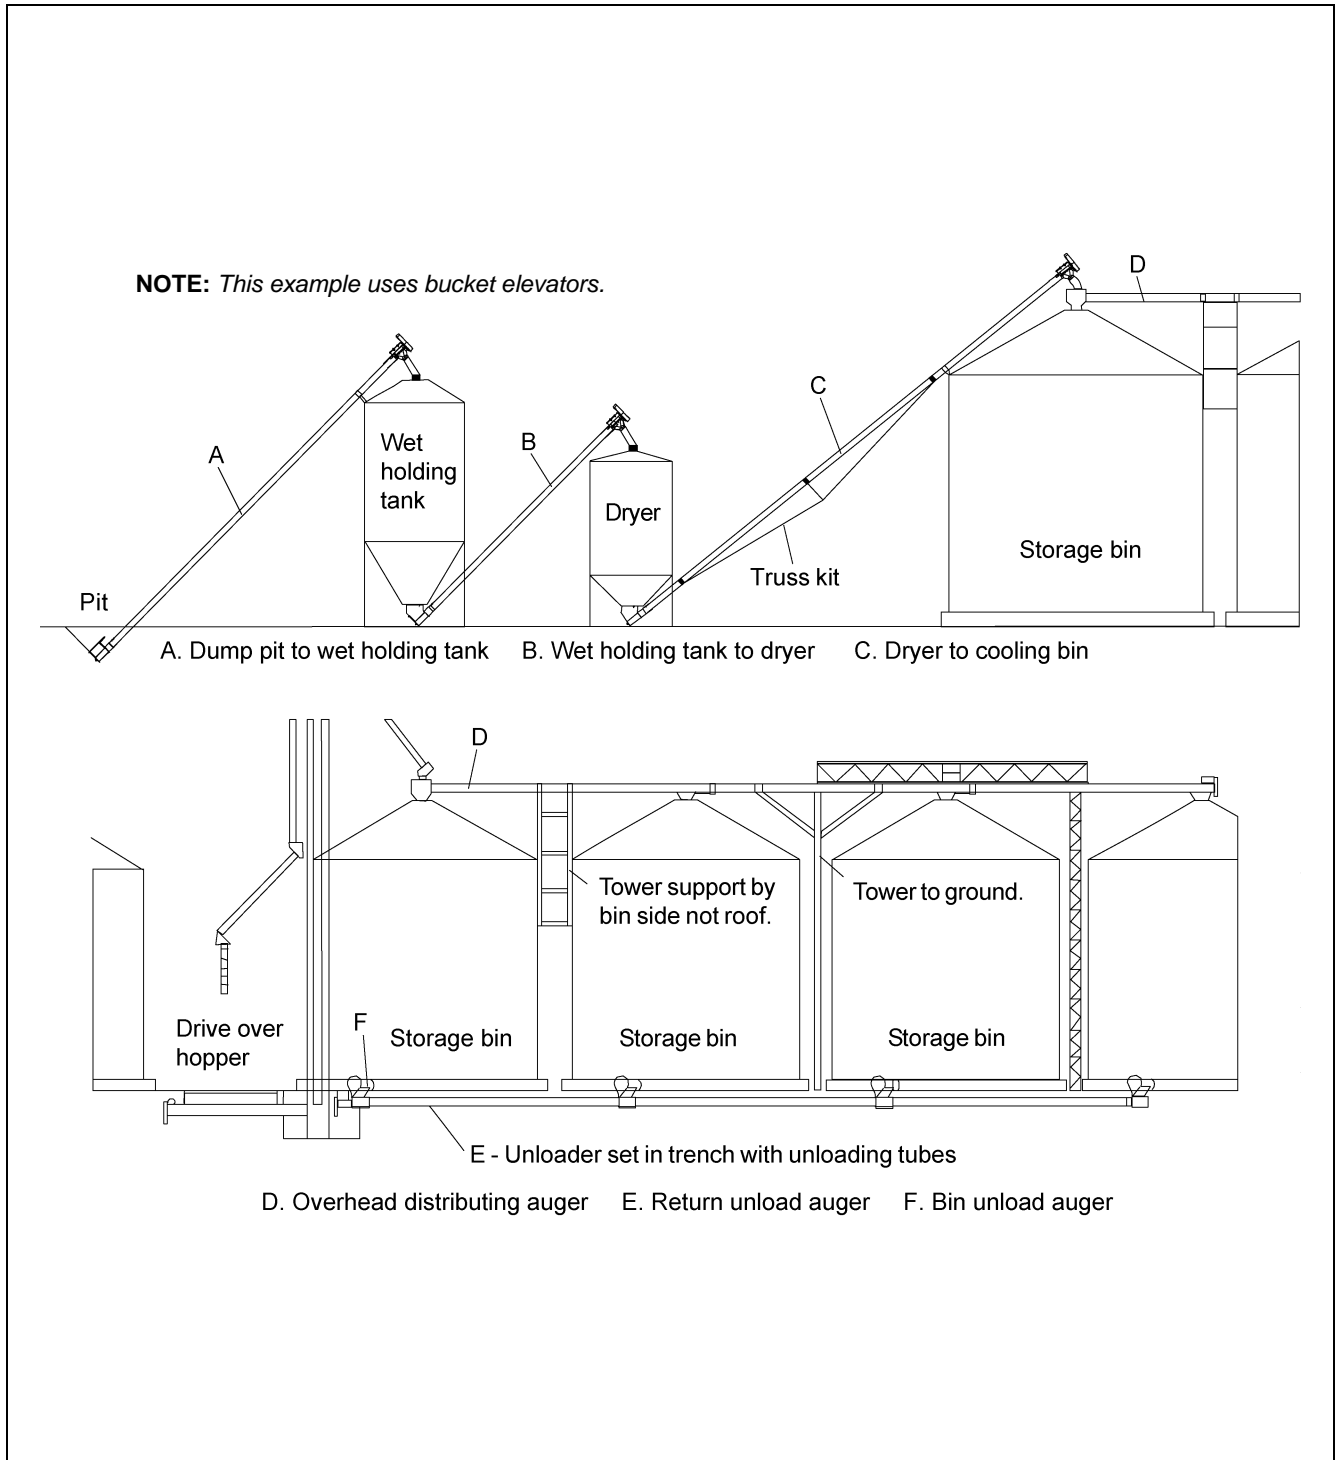 NOTE: This example uses bucket elevators.
D
C
A
B
Wet
holding
tank
Dryer
Storage bin
Truss kit
Pit
A. Dump pit to wet holding tank B. Wet holding tank to dryer C. Dryer to cooling bin
D
Tower support by
bin side not roof.
Tower to ground.
Drive over
hopper
F
Storage bin
Storage bin
Storage bin
E - Unloader set in trench with unloading tubes
D. Overhead distributing auger E. Return unload auger F. Bin unload auger